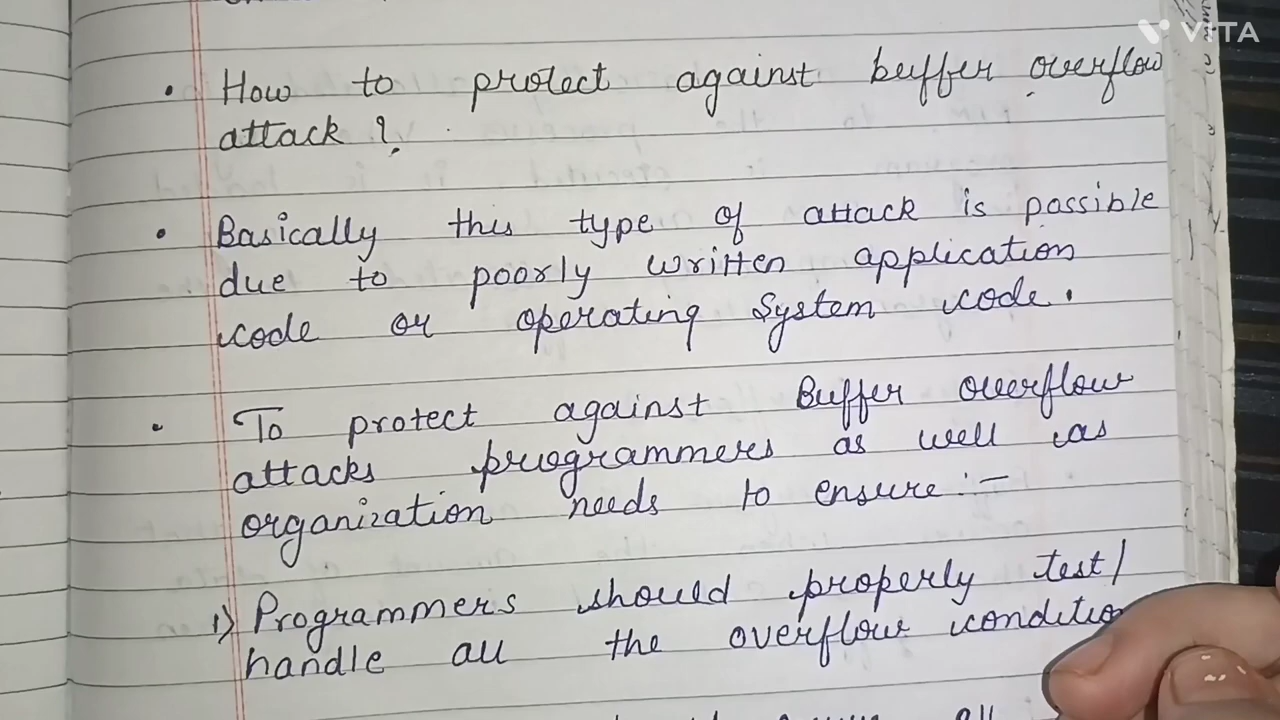 VITA
• How to protect against buffer overflow
attack ?
• Basically this type of attack is possible
due to poorly written application
code or operating System code.
• To protect against Buffer overflow
attacks programmers as well as
organization needs to ensure :-
1) Programmers should properly test/
handle all the overflow conditio
all